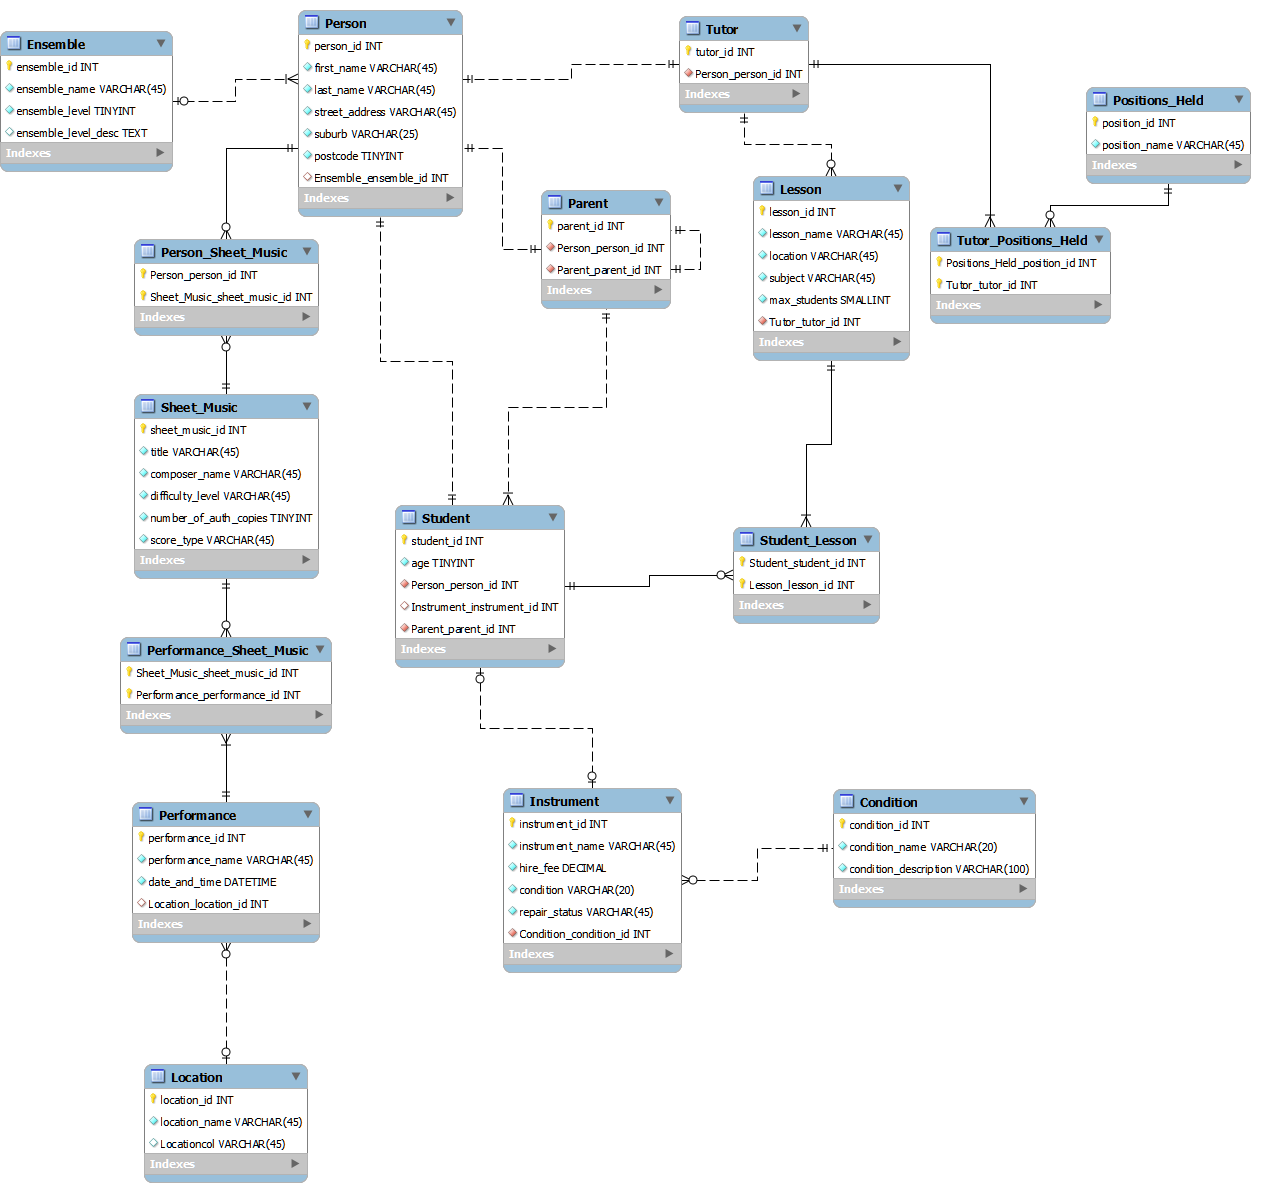 Ensemble
ensemble_id INT
ensemble_name VARCHAR(45)
ensemble_level TINYINT
ensemble_level_desc TEXT
Indexes
Person
person_id INT
first_name VARCHAR(45)
last_name VARCHAR(45)
street_address VARCHAR(45)
suburb VARCHAR(25)
postcode TINYINT
Ensemble_ensemble_id INT
Indexes
Tutor
tutor_id INT
Person_person_id INT
Indexes
Positions_Held
position_id INT
position_name VARCHAR(45)
Indexes
Parent
parent_id INT
Person_person_id INT
Parent_parent_id INT
Indexes
Lesson
lesson_id INT
lesson_name VARCHAR(45)
location VARCHAR(45)
subject VARCHAR(45)
max_students SMALLINT
Tutor_tutor_id INT
Indexes
Tutor_Positions_Held
Positions_Held_position_id INT
Tutor_tutor_id INT
Indexes
Person_Sheet_Music
Person_person_id INT
Sheet_Music_sheet_music_id INT
Indexes
Sheet_Music
sheet_music_id INT
title VARCHAR(45)
composer_name VARCHAR(45)
difficulty_level VARCHAR(45)
number_of_auth_copies TINYINT
score_type VARCHAR(45)
Indexes
Student
student_id INT
age TINYINT
Person_person_id INT
Instrument_instrument_id INT
Parent_parent_id INT
Indexes
Student_Lesson
Student_student_id INT
Lesson_lesson_id INT
Indexes
Performance_Sheet_Music
Sheet_Music_sheet_music_id INT
Performance_performance_id INT
Indexes
Performance
performance_id INT
performance_name VARCHAR(45)
date_and_time DATETIME
Location_location_id INT
Indexes
Instrument
instrument_id INT
instrument_name VARCHAR(45)
hire_fee DECIMAL
condition VARCHAR(20)
repair_status VARCHAR(45)
Condition_condition_id INT
Indexes
Condition
condition_id INT
condition_name VARCHAR(20)
condition_description VARCHAR(100)
Indexes
Location
location_id INT
location_name VARCHAR(45)
Locationcol VARCHAR(45)
Indexes